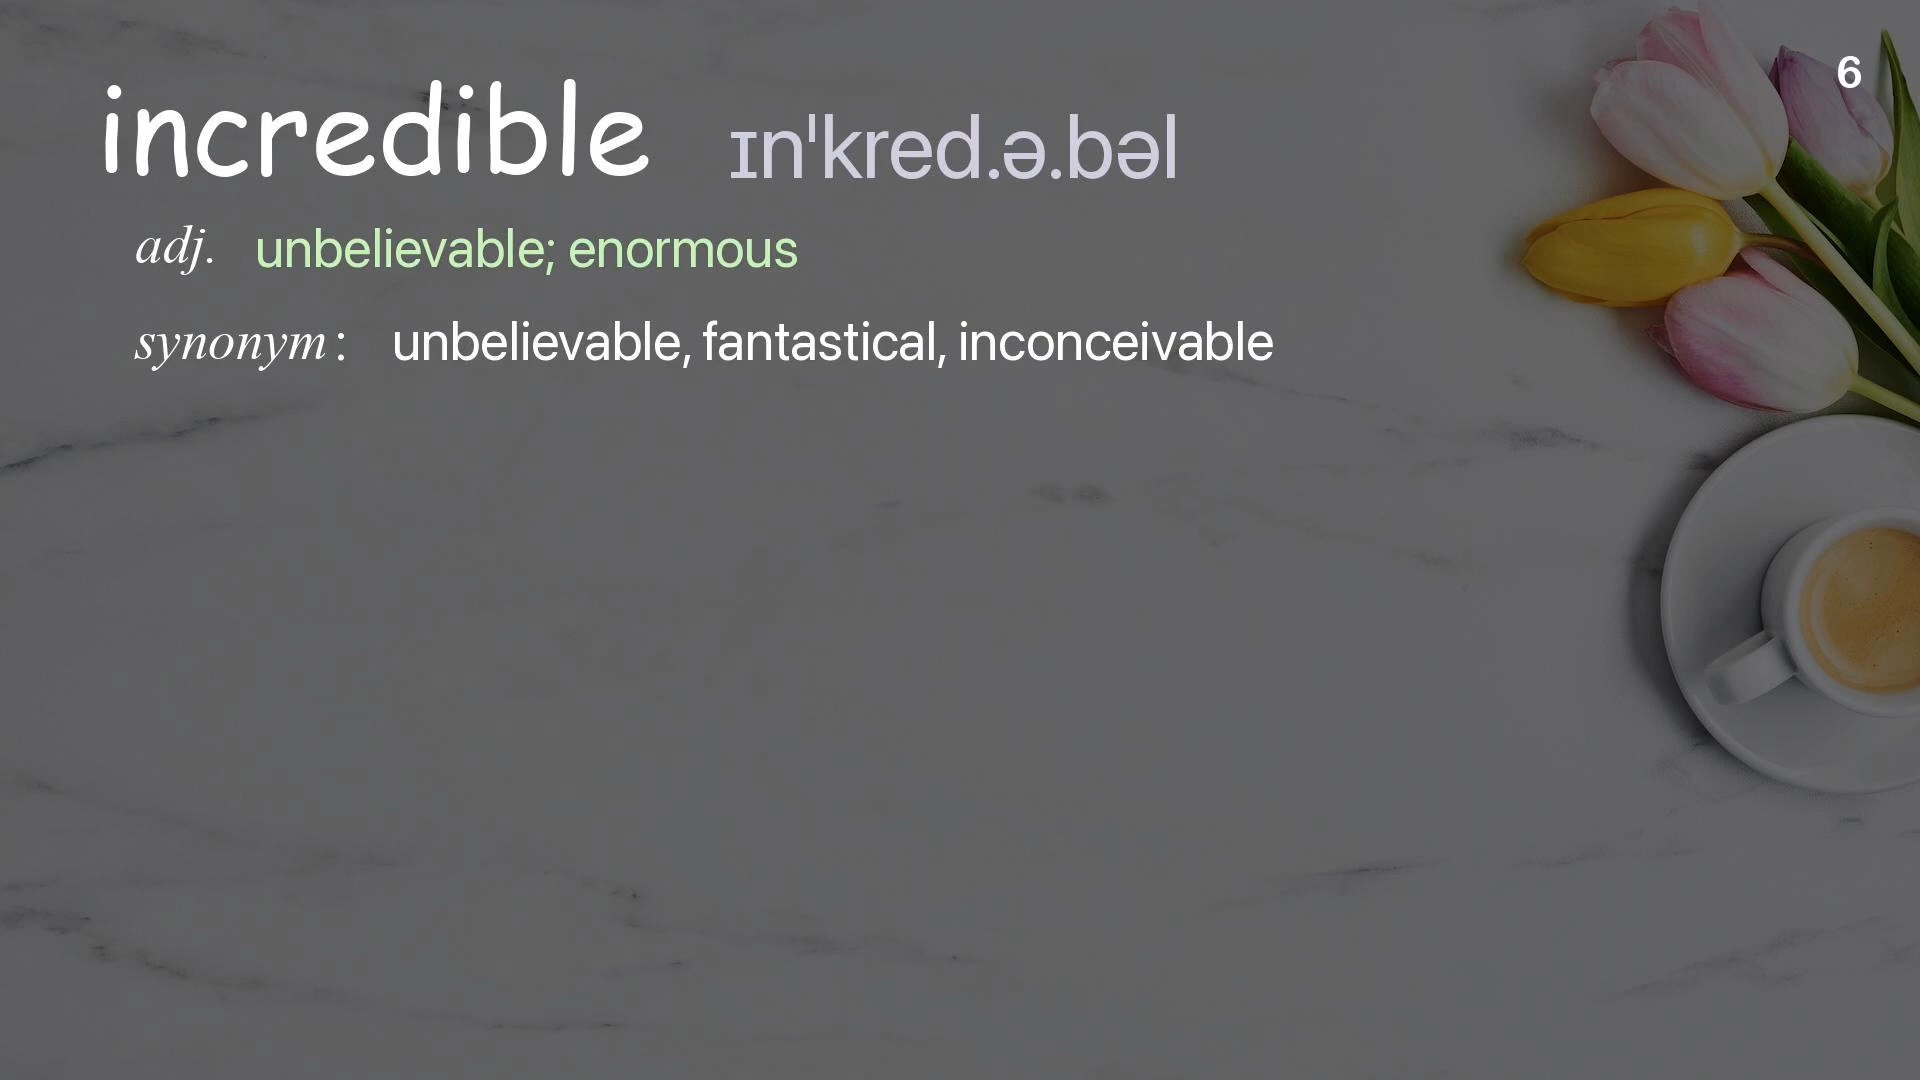 6
incredible ɪnˈkred.ə.bəl
adj. unbelievable; enormous
synonym : unbelievable, fantastical, inconceivable